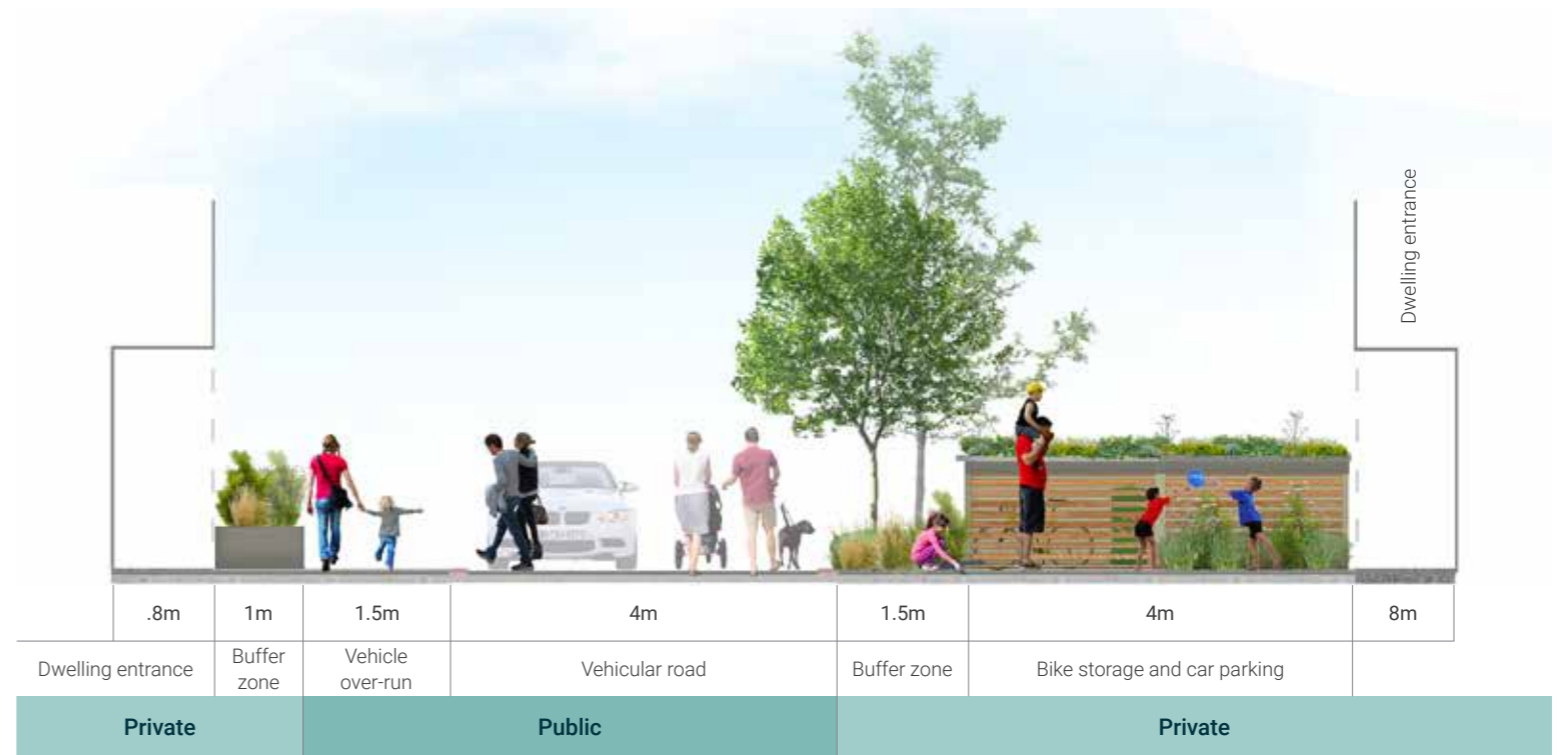 Dwelling entrance
.8m
1m
1.5m
4m
1.5m
4m
8m
Dwelling entrance
Buffer
zone
Vehicle
over-run
Vehicular road
Buffer zone
Bike storage and car parking
Private
Public
Private